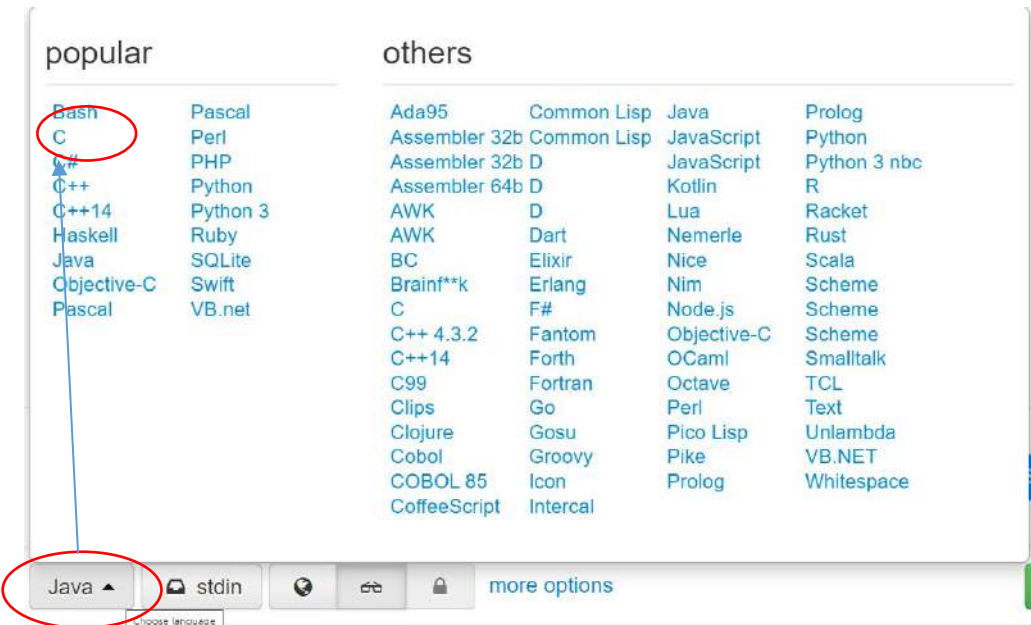 popular others
Bash Pascal Ada95 Common Lisp Java Prolog
C Perl Assembler 32b Common Lisp JavaScript Python
C# PHP Assembler 32b D JavaScript Python 3 nbc
C++ Python Assembler 64b D Kotlin R
C++14 Python 3 AWK D Lua Racket
Haskell Ruby AWK Dart Nemerle Rust
Java SQLite BC Elixir Nice Scala
Objective-C Swift Brainf**k Erlang Nim Scheme
Pascal VB.net C F# Node.js Scheme
C++ 4.3.2 Fantom Objective-C Scheme
C++14 Forth OCaml Smalltalk
C99 Fortran Octave TCL
Clips Go Perl Text
Clojure Gosu Pico Lisp Unlambda
Cobol Groovy Pike VB.NET
COBOL 85 Icon Prolog Whitespace
CoffeeScript Intercal
Java stdin more options
Choose language